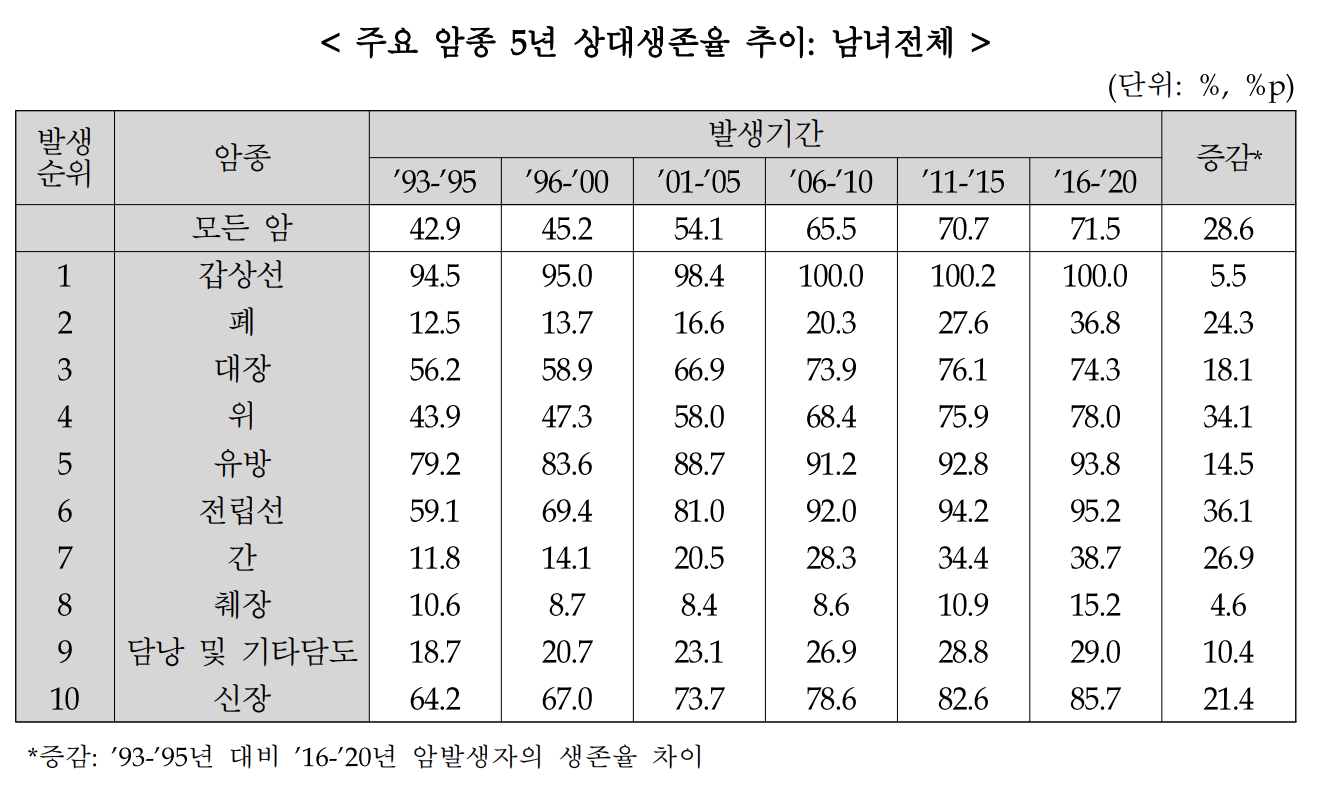 < 주요 암종 5년 상대생존율 추이: 남녀전체 >
(단위: %, %p)
발생순위 암종 발생기간 증감*
’93-’95 ’96-’00 ’01-’05 ’06-’10 ’11-’15 ’16-’20
모든 암 42.9 45.2 54.1 65.5 70.7 71.5 28.6
1 갑상선 94.5 95.0 98.4 100.0 100.2 100.0 5.5
2 폐 12.5 13.7 16.6 20.3 27.6 36.8 24.3
3 대장 56.2 58.9 66.9 73.9 76.1 74.3 18.1
4 위 43.9 47.3 58.0 68.4 75.9 78.0 34.1
5 유방 79.2 83.6 88.7 91.2 92.8 93.8 14.5
6 전립선 59.1 69.4 81.0 92.0 94.2 95.2 36.1
7 간 11.8 14.1 20.5 28.3 34.4 38.7 26.9
8 췌장 10.6 8.7 8.4 8.6 10.9 15.2 4.6
9 담낭 및 기타담도 18.7 20.7 23.1 26.9 28.8 29.0 10.4
10 신장 64.2 67.0 73.7 78.6 82.6 85.7 21.4
*증감: ’93-’95년 대비 ’16-’20년 암발생자의 생존율 차이